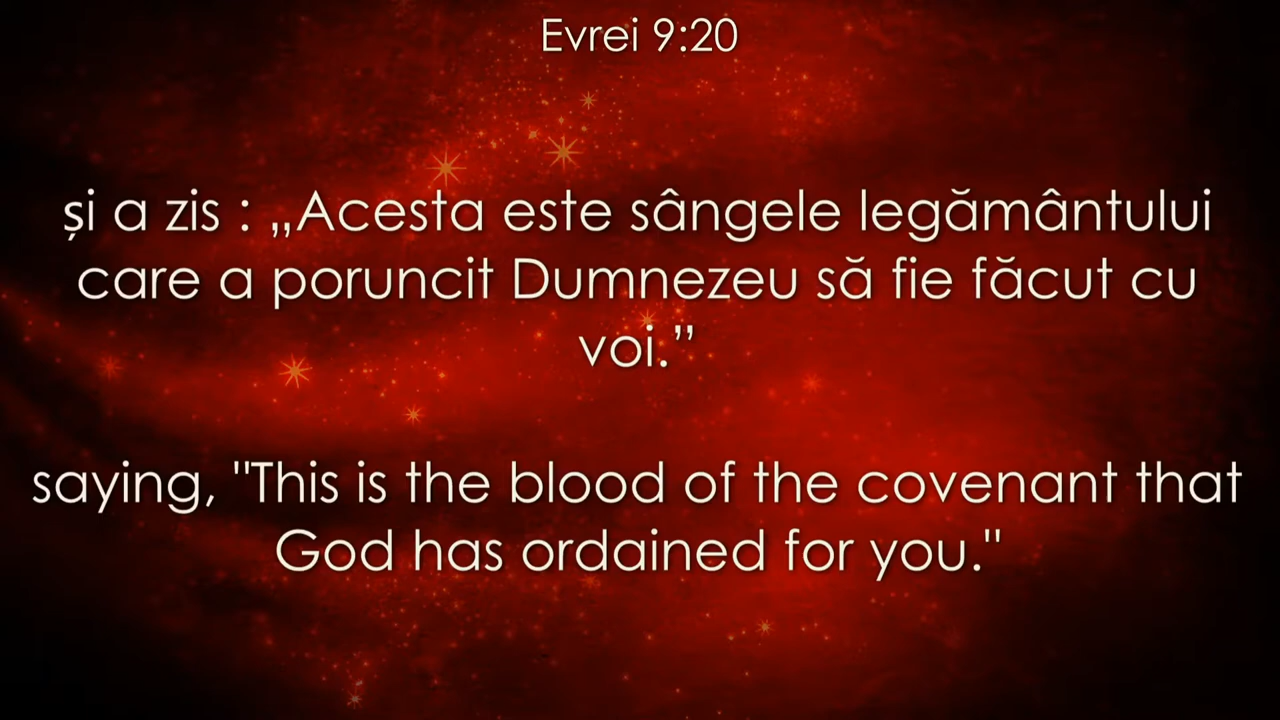 Evrei 9:20
și a zis : „Acesta este sângele legământului
care a poruncit Dumnezeu să fie făcut cu
voi.”
saying, "This is the blood of the covenant that
God has ordained for you."